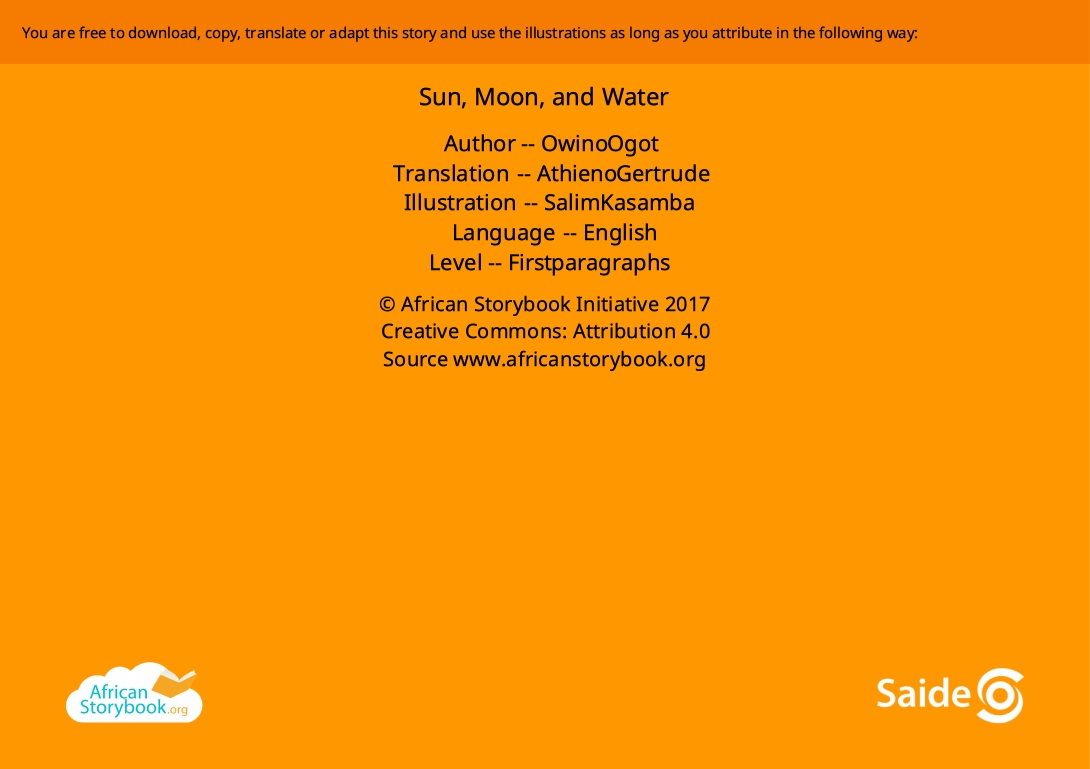 You are free to download, copy, translate or adapt this story and use the illustrations as long as you attribute in the following way:
Sun, Moon, and Water
Author -- OwinoOgot
Translation -- AthienoGertrude
Illustration -- SalimKasamba
Language -- English
Level -- Firstparagraphs
© African Storybook Initiative 2017
Creative Commons: Attribution 4.0
Source www.africanstorybook.org
African
Storybook.org
Saide